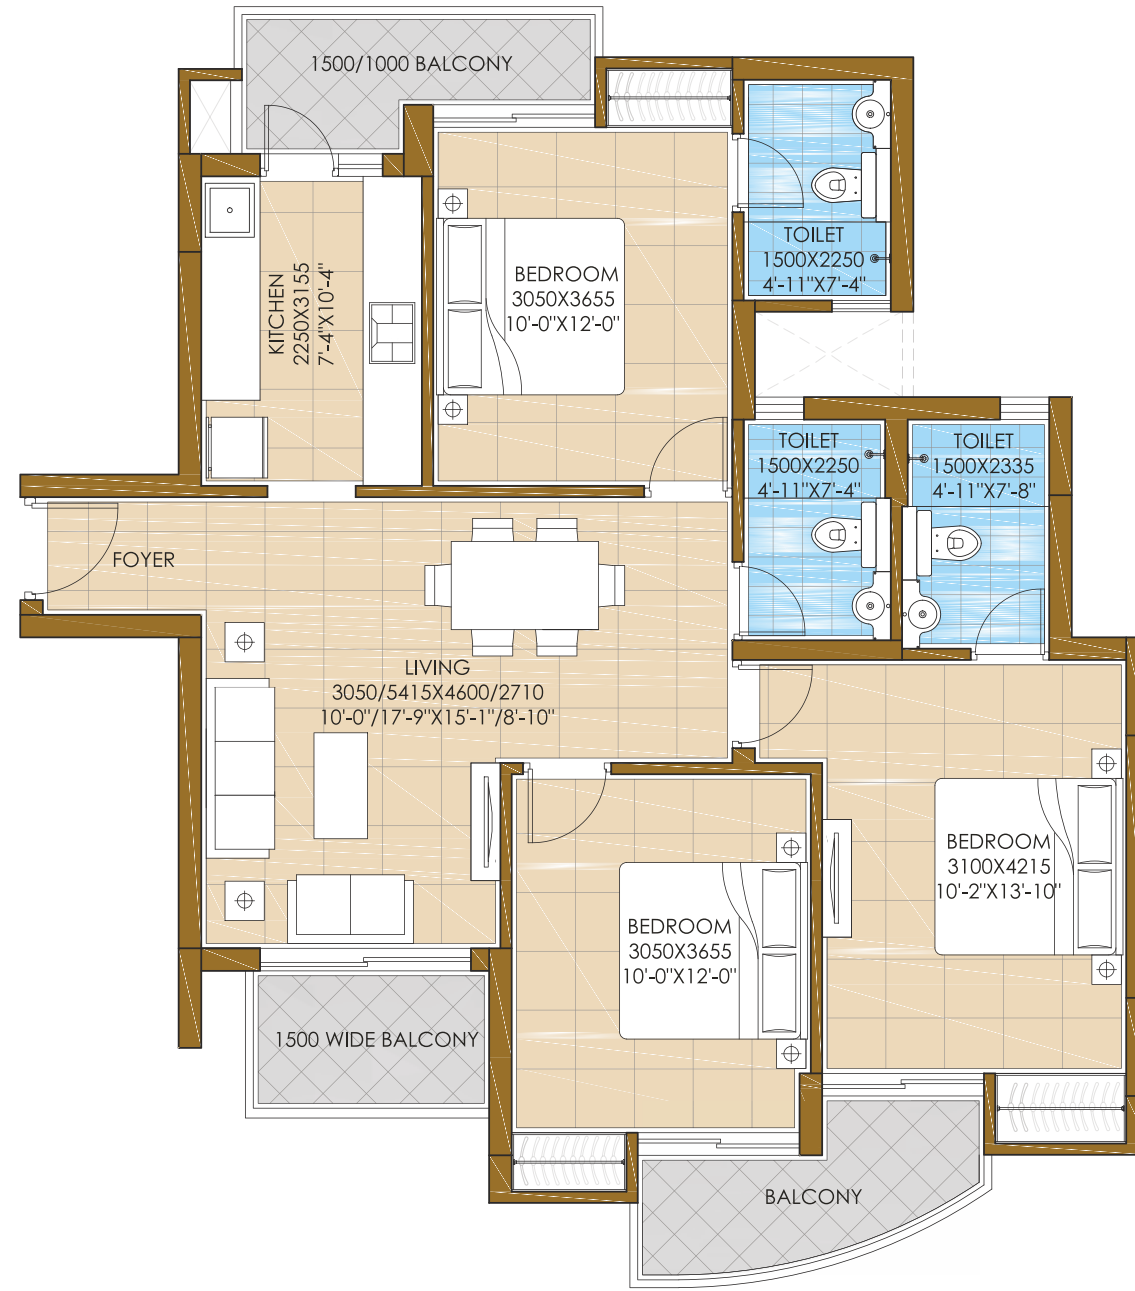 1500/1000 BALCONY
TOILET
1500X2250
4'-11"X7'-4"
BEDROOM
3050X3655
10'-0"X12'-0"
KITCHEN
2250X3155
7'-4"X10'-4"
TOILET
1500X2250
4'-11"X7'-4"
TOILET
1500X2335
4'-11"X7'-8"
FOYER
LIVING
3050/5415X4600/2710
10'-0"/17'-9"X15'-1"/8'-10"
BEDROOM
3100X4215
10'-2"X13'-10"
BEDROOM
3050X3655
10'-0"X12'-0"
1500 WIDE BALCONY
BALCONY